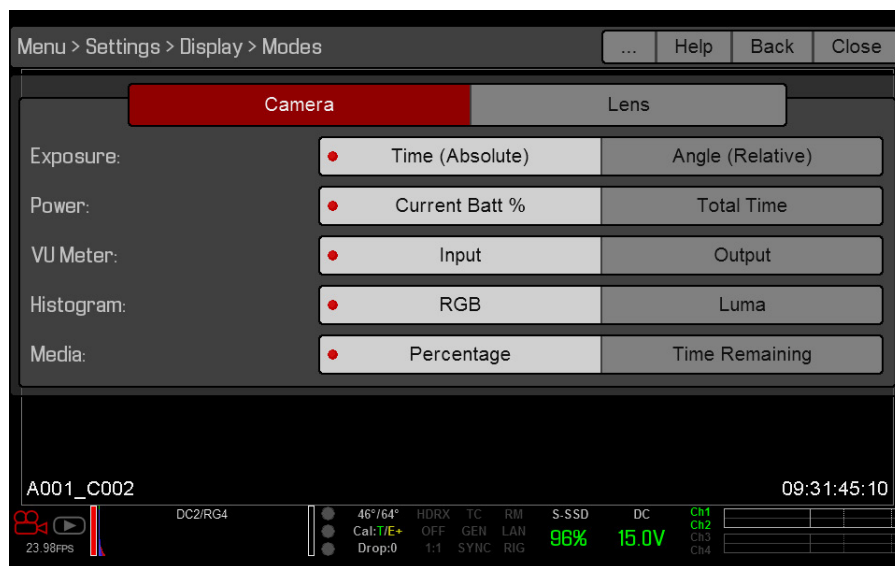 Menu > Settings > Display > Modes ... Help Back Close
Camera Lens
Exposure: Time (Absolute) Angle (Relative)
Power: Current Batt % Total Time
VU Meter: Input Output
Histogram: RGB Luma
Media: Percentage Time Remaining
A001_C002 09:31:45:10
DC2/RG4 46°/64° HDRX TC RM S-SSD DC Ch1
Cal:T/E+ OFF GEN LAN 96% 15.0V Ch2
23.98FPS Drop:0 1:1 SYNC RIG Ch3
Ch4